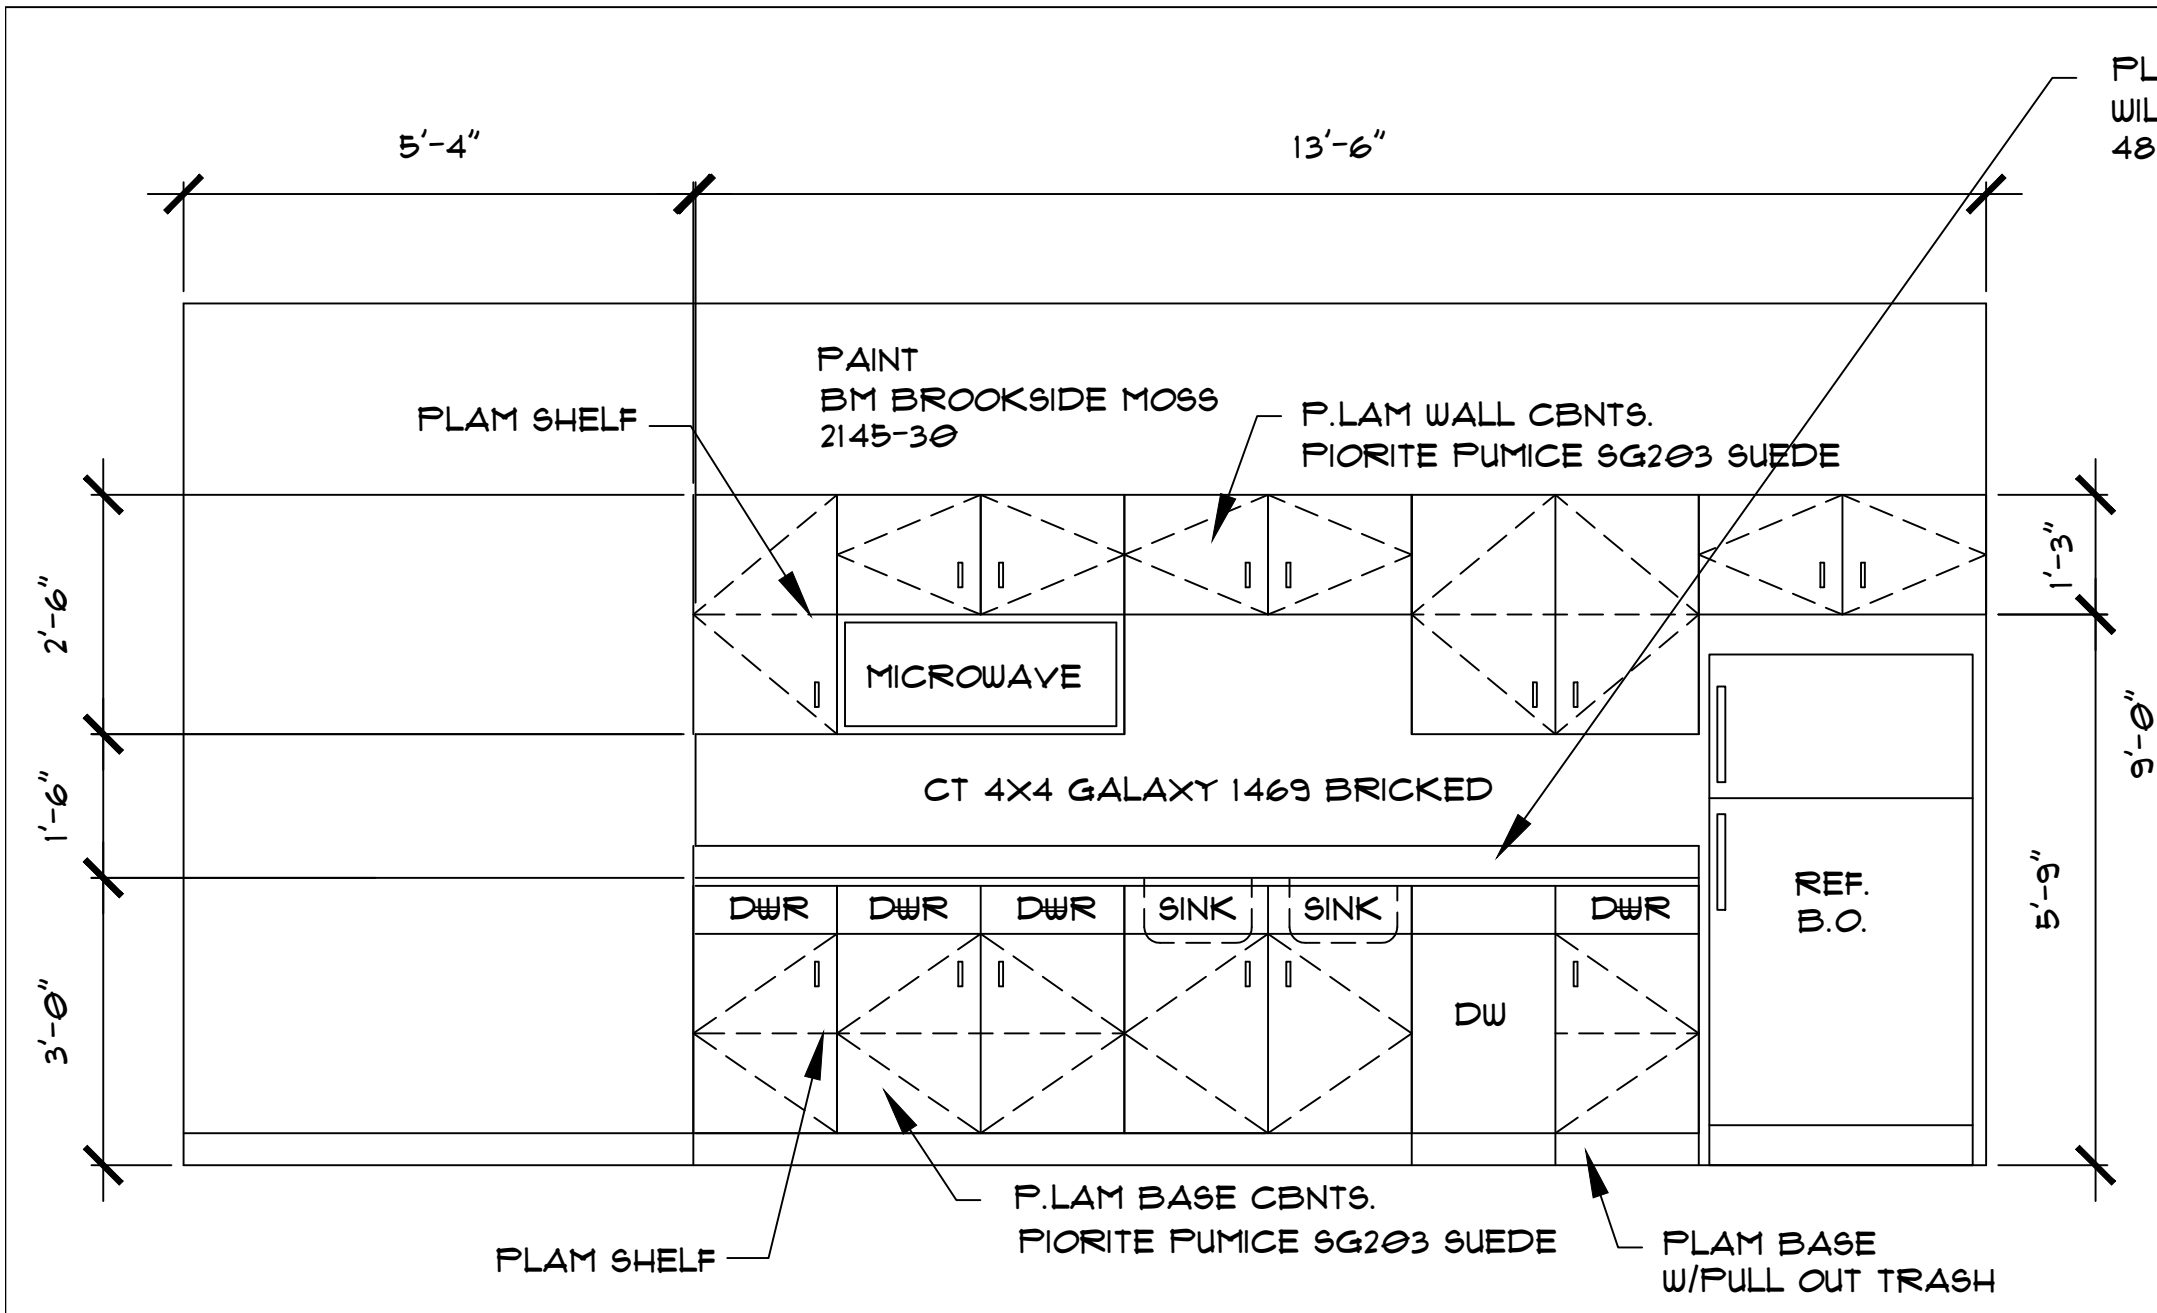 PL
WIL
48
5'-4"
13'-6"
PAINT
BM BROOKSIDE MOSS
2145-30
PLAM SHELF
P.LAM WALL CBNTS.
PIORITE PUMICE SG203 SUEDE
2'-6"
1'-3"
MICROWAVE
9'-0"
1'-6"
CT 4X4 GALAXY 1469 BRICKED
DWR
DWR
DWR
SINK
SINK
DWR
REF.
B.O.
5'-9"
3'-0"
DW
P.LAM BASE CBNTS.
PIORITE PUMICE SG203 SUEDE
PLAM SHELF
PLAM BASE
W/PULL OUT TRASH